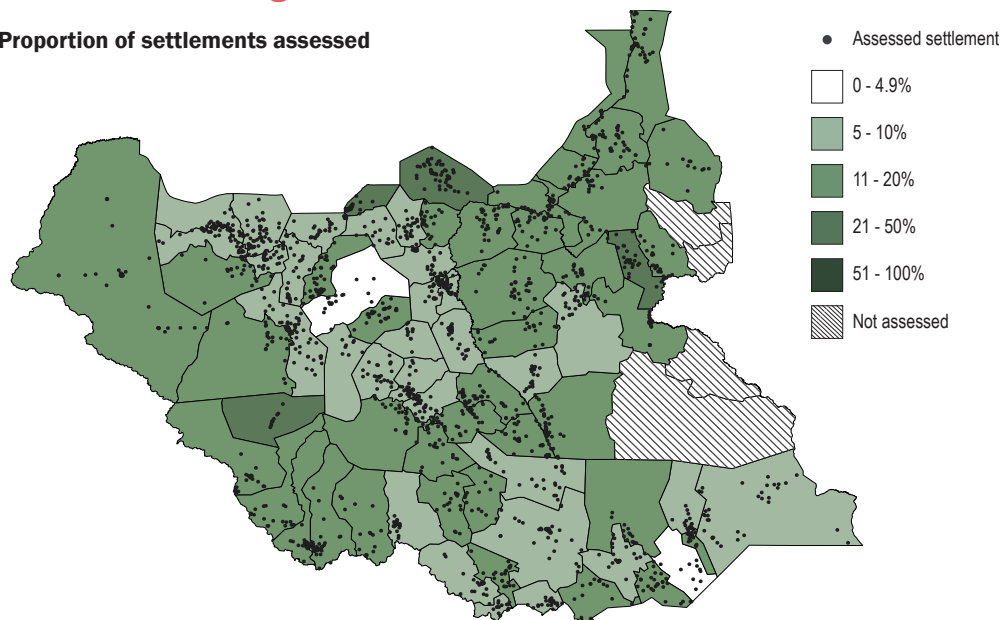 Proportion of settlements assessed
Assessed settlement
0 - 4.9%
5 - 10%
11 - 20%
21 - 50%
51 - 100%
Not assessed